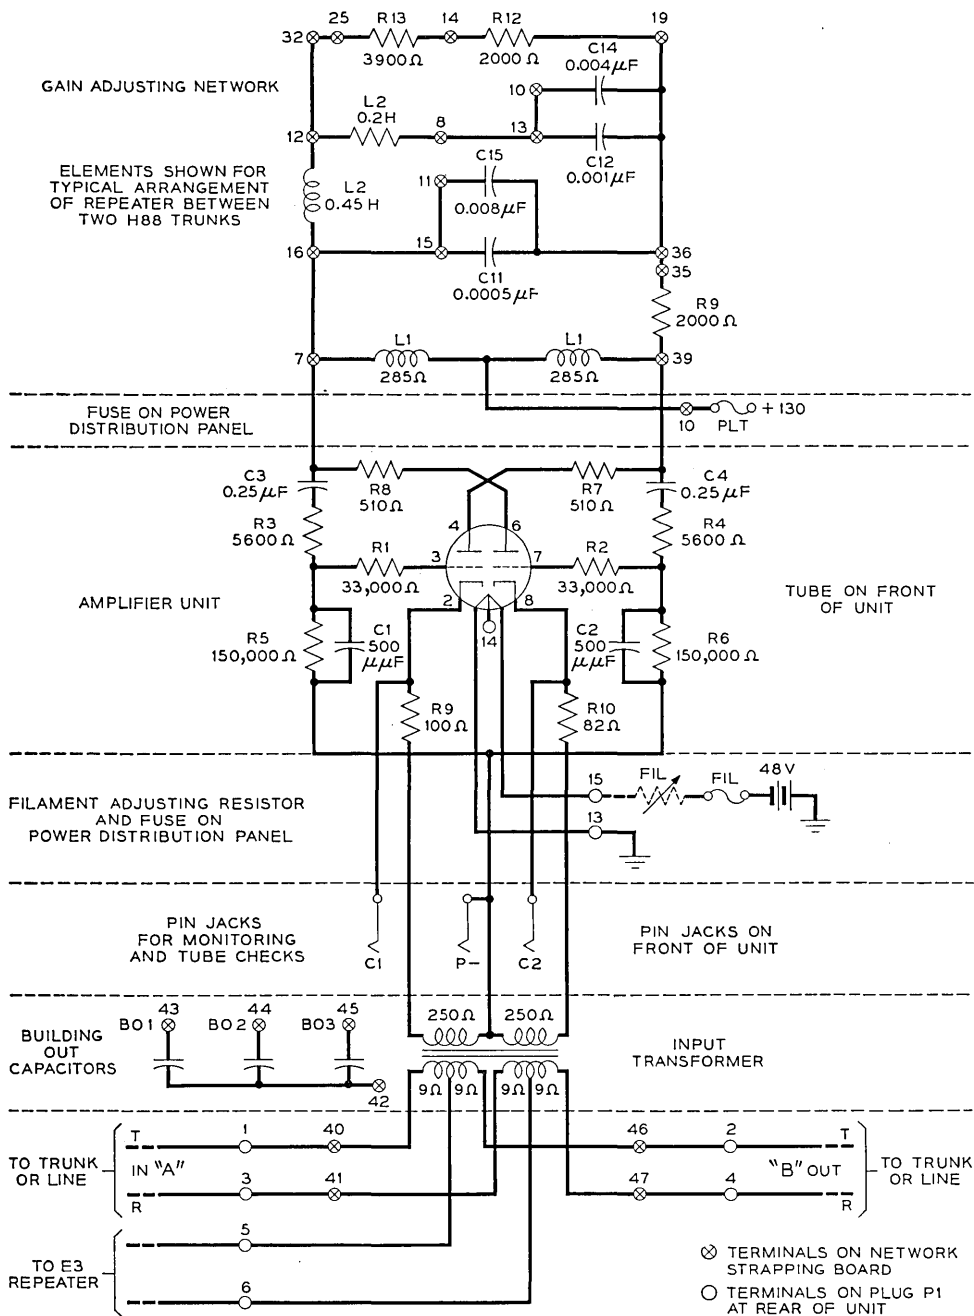 25
14
19
32
R13
R12
3900Ω
2000Ω
C14
0.004μF
GAIN ADJUSTING NETWORK
10
L2
0.2H
8
12
13
C12
0.001μF
ELEMENTS SHOWN FOR
TYPICAL ARRANGEMENT
OF REPEATER BETWEEN
TWO H88 TRUNKS
C15
11
0.008μF
L2
0.45 H
15
16
36
C11
0.0005μF
35
R9
2000Ω
L1
L1
7
39
285Ω
285Ω
FUSE ON POWER
DISTRIBUTION PANEL
+ 130
10
PLT
C3
0.25μF
R8
510Ω
R7
510Ω
C4
0.25μF
4
6
R3
5600Ω
R4
5600Ω
R1
3
7
R2
33,000Ω
33,000Ω
2
8
AMPLIFIER UNIT
TUBE ON FRONT
OF UNIT
14
C1
500
μμF
C2
500
μμF
R5
150,000Ω
R6
150,000Ω
R9
100Ω
R10
82Ω
FILAMENT ADJUSTING RESISTOR
AND FUSE ON
POWER DISTRIBUTION PANEL
15
FIL
FIL
48V
13
PIN JACKS
FOR MONITORING
AND TUBE CHECKS
C1
P-
C2
PIN JACKS ON
FRONT OF UNIT
43
44
45
BO1
BO2
BO3
BUILDING
OUT
CAPACITORS
42
250Ω
250Ω
INPUT
TRANSFORMER
9Ω
9Ω
9Ω
9Ω
TO TRUNK
OR LINE
T
IN "A"
R
1
40
3
41
46
2
47
4
T
"B" OUT
R
TO TRUNK
OR LINE
TO E3
REPEATER
5
6
TERMINALS ON NETWORK
STRAPPING BOARD
TERMINALS ON PLUG P1
AT REAR OF UNIT